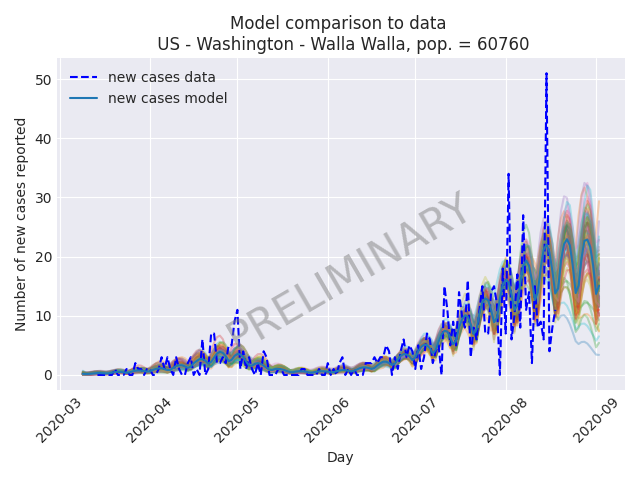 Model comparison to data
US - Washington - Walla Walla, pop. = 60760
new cases data
new cases model
50
40
30
20
10
0
Number of new cases reported
PRELIMINARY
2020-03
2020-04
2020-05
2020-06
2020-07
2020-08
2020-09
Day